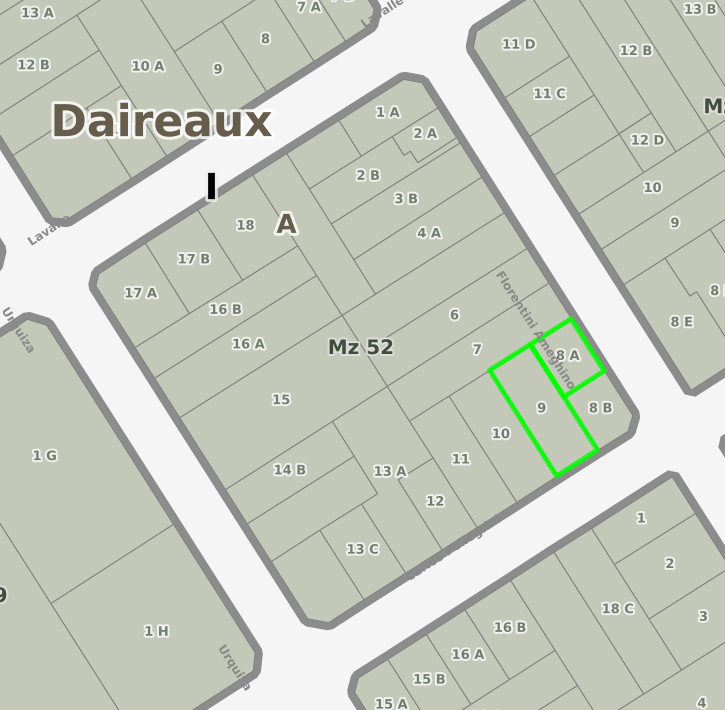 13 A
7 A
Lavalle
13 B
8
11 D
12 B
12 B
10 A
9
11 C
1 A
Mz
Daireaux
2 A
12 D
2 B
10
3 B
18
A
9
Lavalle
4 A
17 B
17 A
8
16 B
6
8 E
Urquiza
Florentini Ameghino
16 A
Mz 52
7
8 A
15
9
8 B
10
1 G
11
14 B
13 A
12
1
13 C
2
9
18 C
3
1 H
16 B
16 A
Urquiza
15 B
15 A
4